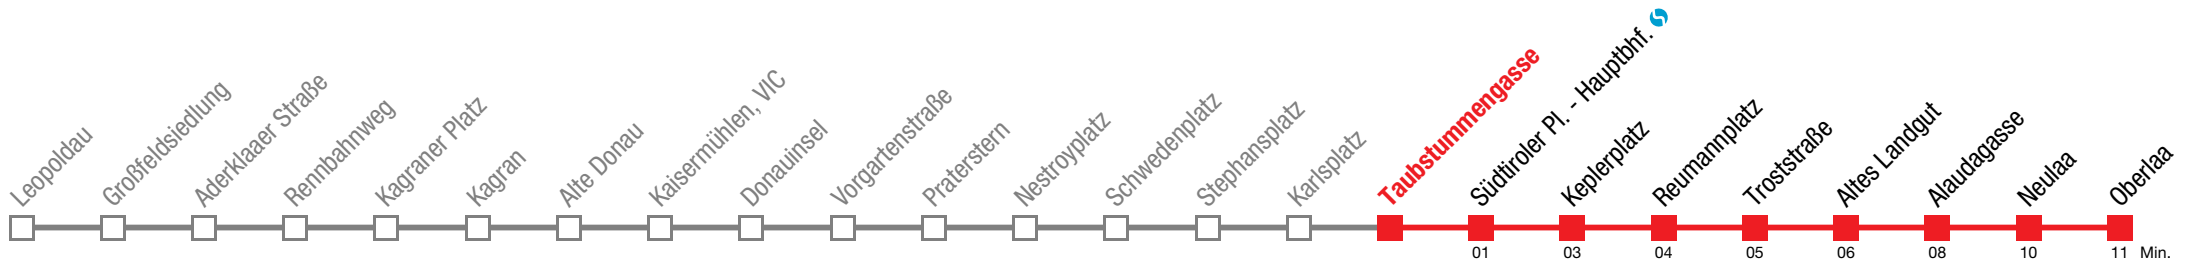 Leopoldau
Großfeldsiedlung
Aderklaaer Straße
Rennbahnweg
Kagraner Platz
Kagran
Alte Donau
Kaisermühlen, VIC
Donauinsel
Vorgartenstraße
Praterstern
Nestroyplatz
Schwedenplatz
Stephansplatz
Karlsplatz
Taubstummengasse
Südtiroler Pl. - Hauptbhf.
Keplerplatz
Reumannplatz
Troststraße
Altes Landgut
Alaudagasse
Neulaa
Oberlaa
01 03 04 05 06 08 10 11 Min.